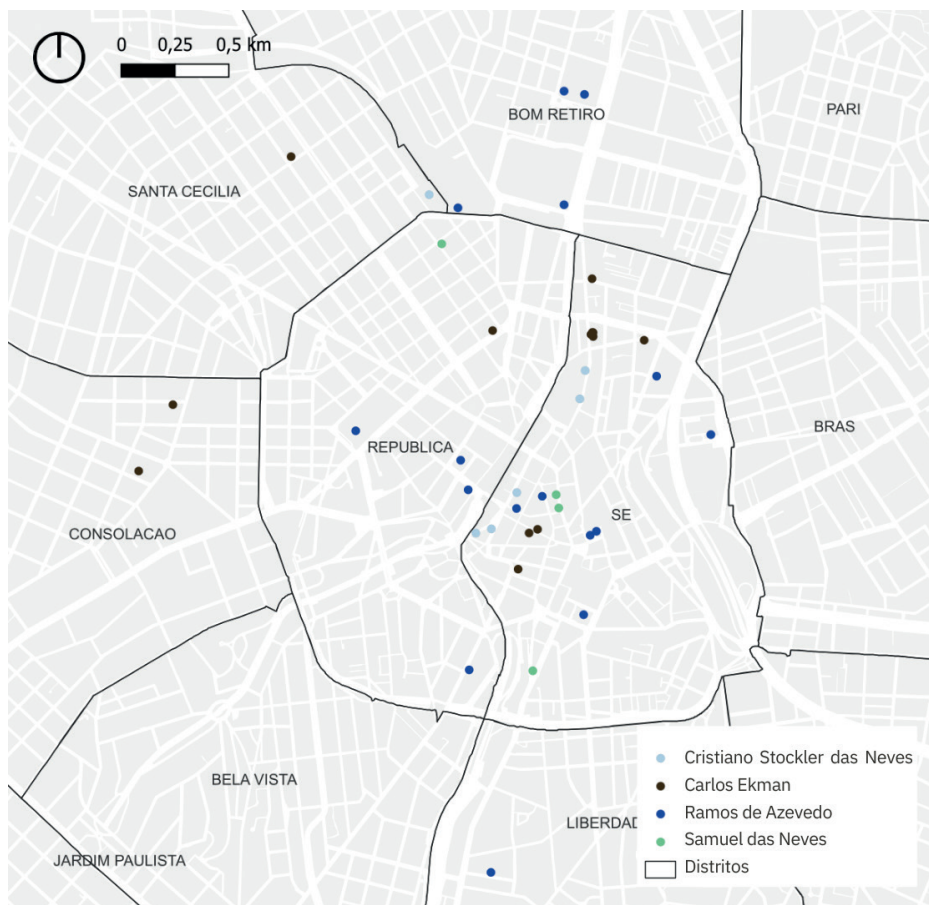 0 0,25 0,5 km
BOM RETIRO
PARI
SANTA CECILIA
BRAS
REPUBLICA
SE
CONSOLACAO
BELA VISTA
LIBERDAD
JARDIM PAULISTA
Cristiano Stockler das Neves
Carlos Ekman
Ramos de Azevedo
Samuel das Neves
Distritos